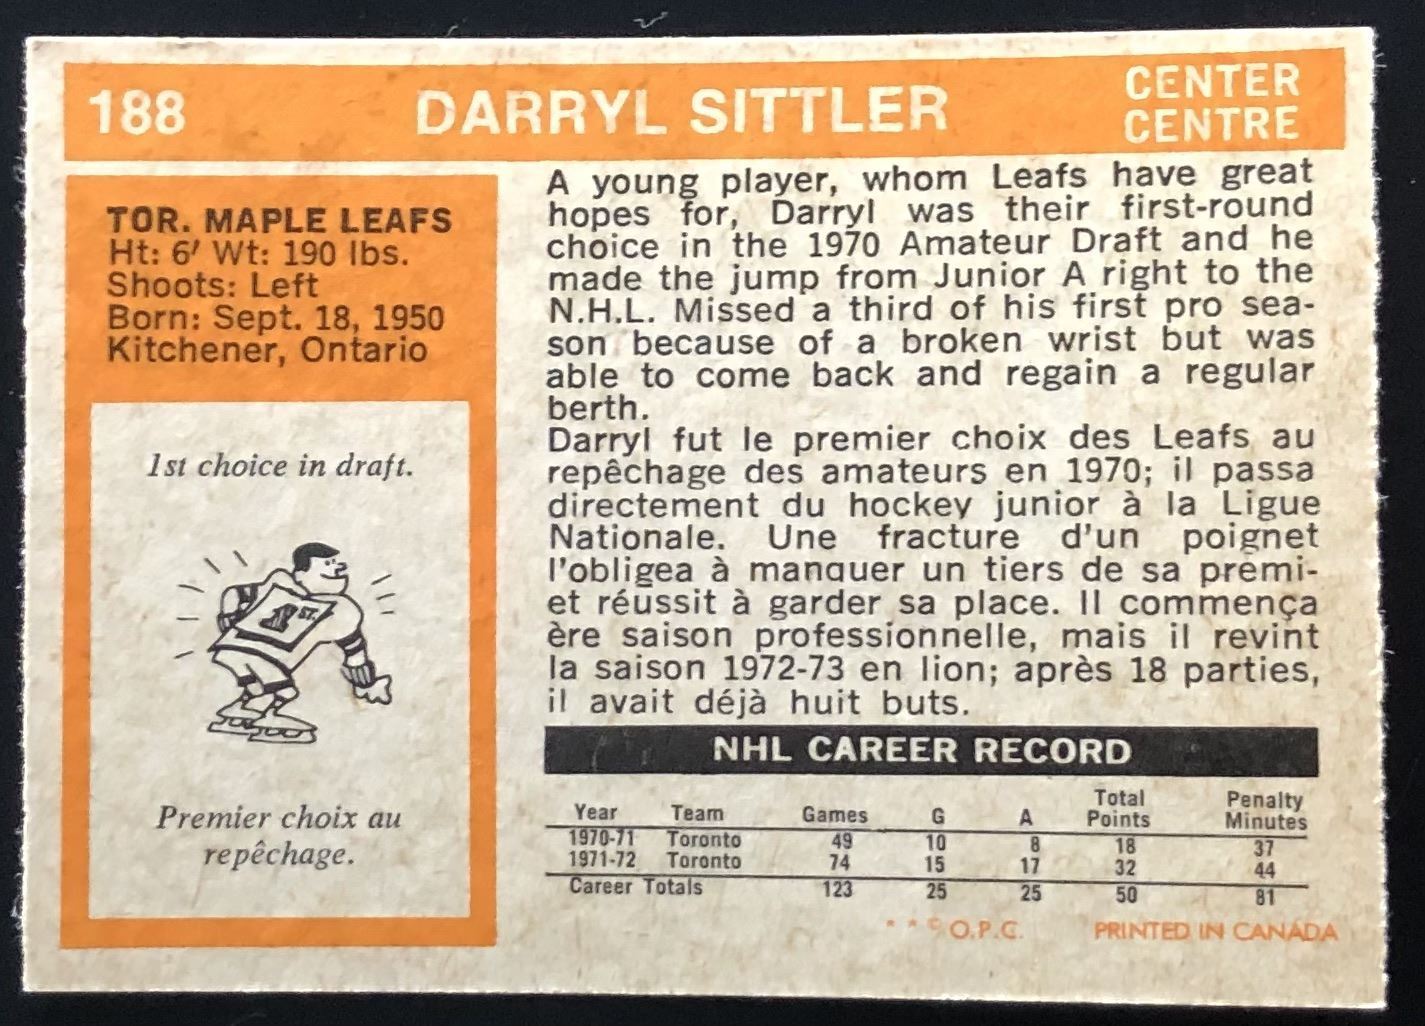 188 DARRYL SITTLER CENTER
CENTRE
TOR. MAPLE LEAFS
Ht: 6' Wt: 190 lbs.
Shoots: Left
Born: Sept. 18, 1950
Kitchener, Ontario
1st choice in draft.
1ST.
Premier choix au
repêchage.
A young player, whom Leafs have great
hopes for, Darryl was their first-round
choice in the 1970 Amateur Draft and he
made the jump from Junior A right to the
N.H.L. Missed a third of his first pro sea-
son because of a broken wrist but was
able to come back and regain a regular
berth.
Darryl fut le premier choix des Leafs au
repêchage des amateurs en 1970; il passa
directement du hockey junior à la Ligue
Nationale. Une fracture d'un poignet
l'obligea à manquer un tiers de sa premi-
et réussit à garder sa place. Il commença
ère saison professionnelle, mais il revint
la saison 1972-73 en lion; après 18 parties,
il avait déjà huit buts.
NHL CAREER RECORD
Year Team Games G A Total Points Penalty Minutes
1970-71 Toronto 49 10 8 18 37
1971-72 Toronto 74 15 17 32 44
Career Totals 123 25 25 50 81
* * © O.P.C. PRINTED IN CANADA